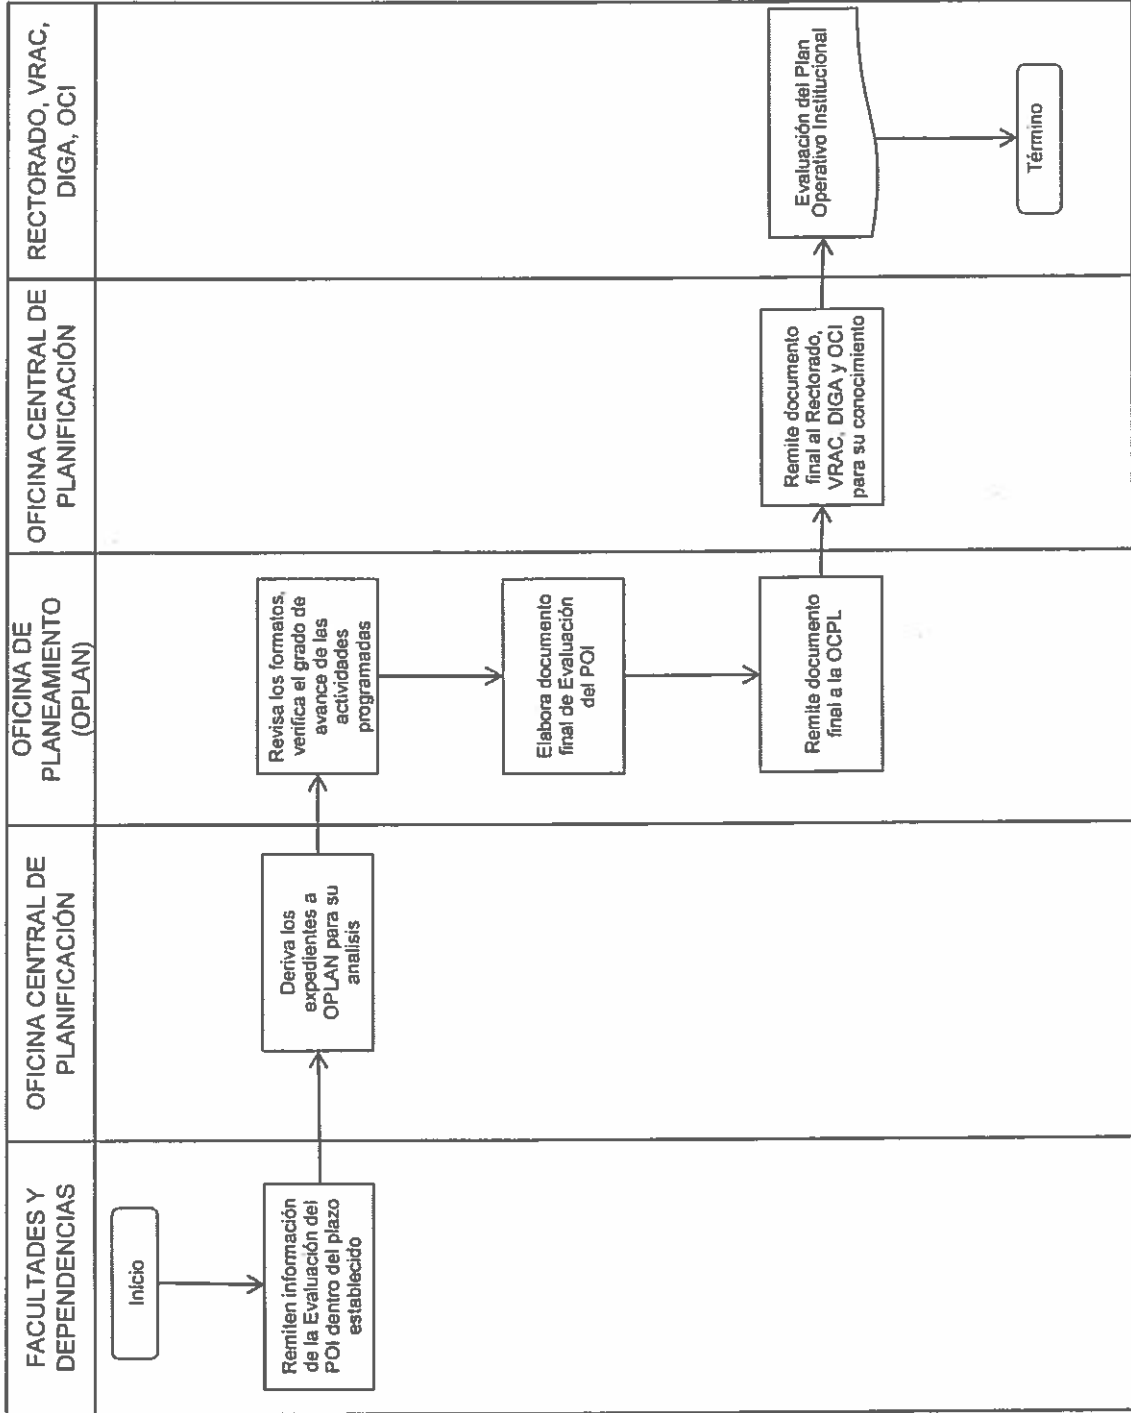 FACULTADES Y
DEPENDENCIAS
OFICINA CENTRAL DE
PLANIFICACIÓN
OFICINA DE
PLANEAMIENTO
(OPLAN)
OFICINA CENTRAL DE
PLANIFICACIÓN
RECTORADO, VRAC,
DIGA, OCI
Início
Remiten información
de la Evaluación del
POI dentro del plazo
establecido
Deriva los
expedientes a
OPLAN para su
analisis
Revisa los formatos,
verifica el grado de
avance de las
actividades
programadas
Elabora documento
final de Evaluación
del POI
Remite documento
final a la OCPL
Remite documento
final al Rectorado,
VRAC, DIGA y OCI
para su conocimiento
Evaluación del Plan
Operativo Institucional
Término